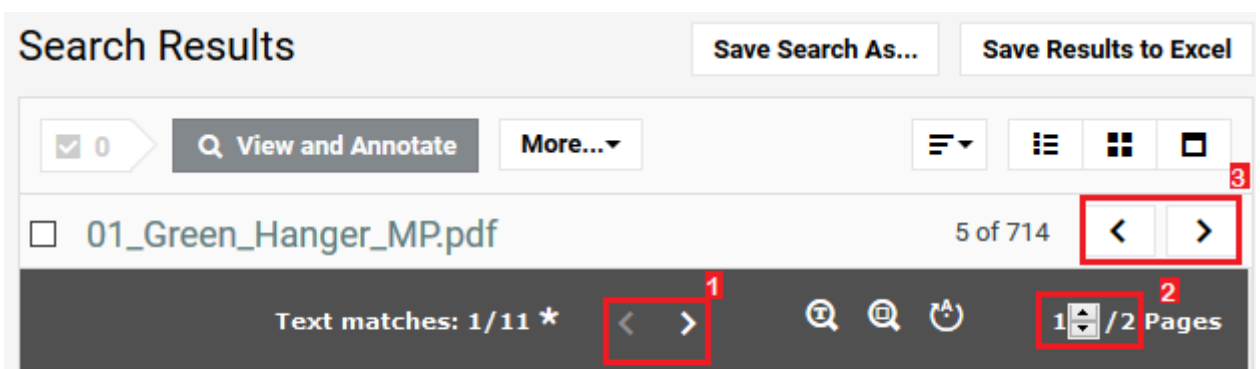 Search Results Save Search As... Save Results to Excel
0 View and Annotate More...
3
01_Green_Hanger_MP.pdf 5 of 714
1 2
Text matches: 1/11 * 1 /2 Pages